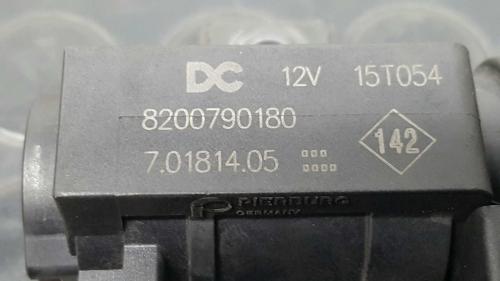 DC 12V 15T054
8200790180
7.01814.05
142
PIERBURG
GERMANY